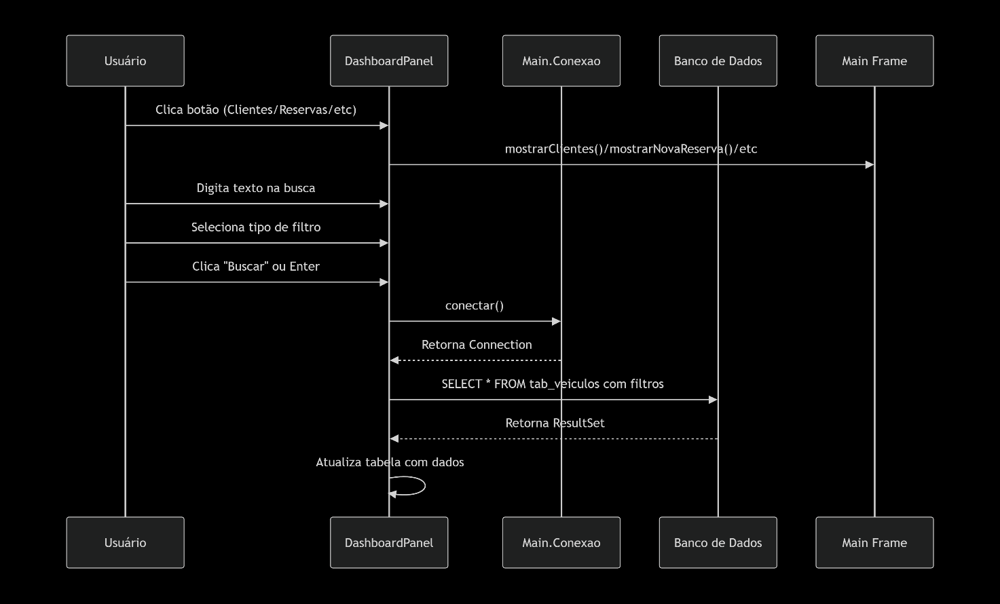 Usuário
DashboardPanel
Main.Conexao
Banco de Dados
Main Frame
Clica botão (Clientes/Reservas/etc)
mostrarClientes()/mostrarNovaReserva()/etc
Digita texto na busca
Seleciona tipo de filtro
Clica "Buscar" ou Enter
conectar()
Retorna Connection
SELECT * FROM tab_veiculos com filtros
Retorna ResultSet
Atualiza tabela com dados
Usuário
DashboardPanel
Main.Conexao
Banco de Dados
Main Frame